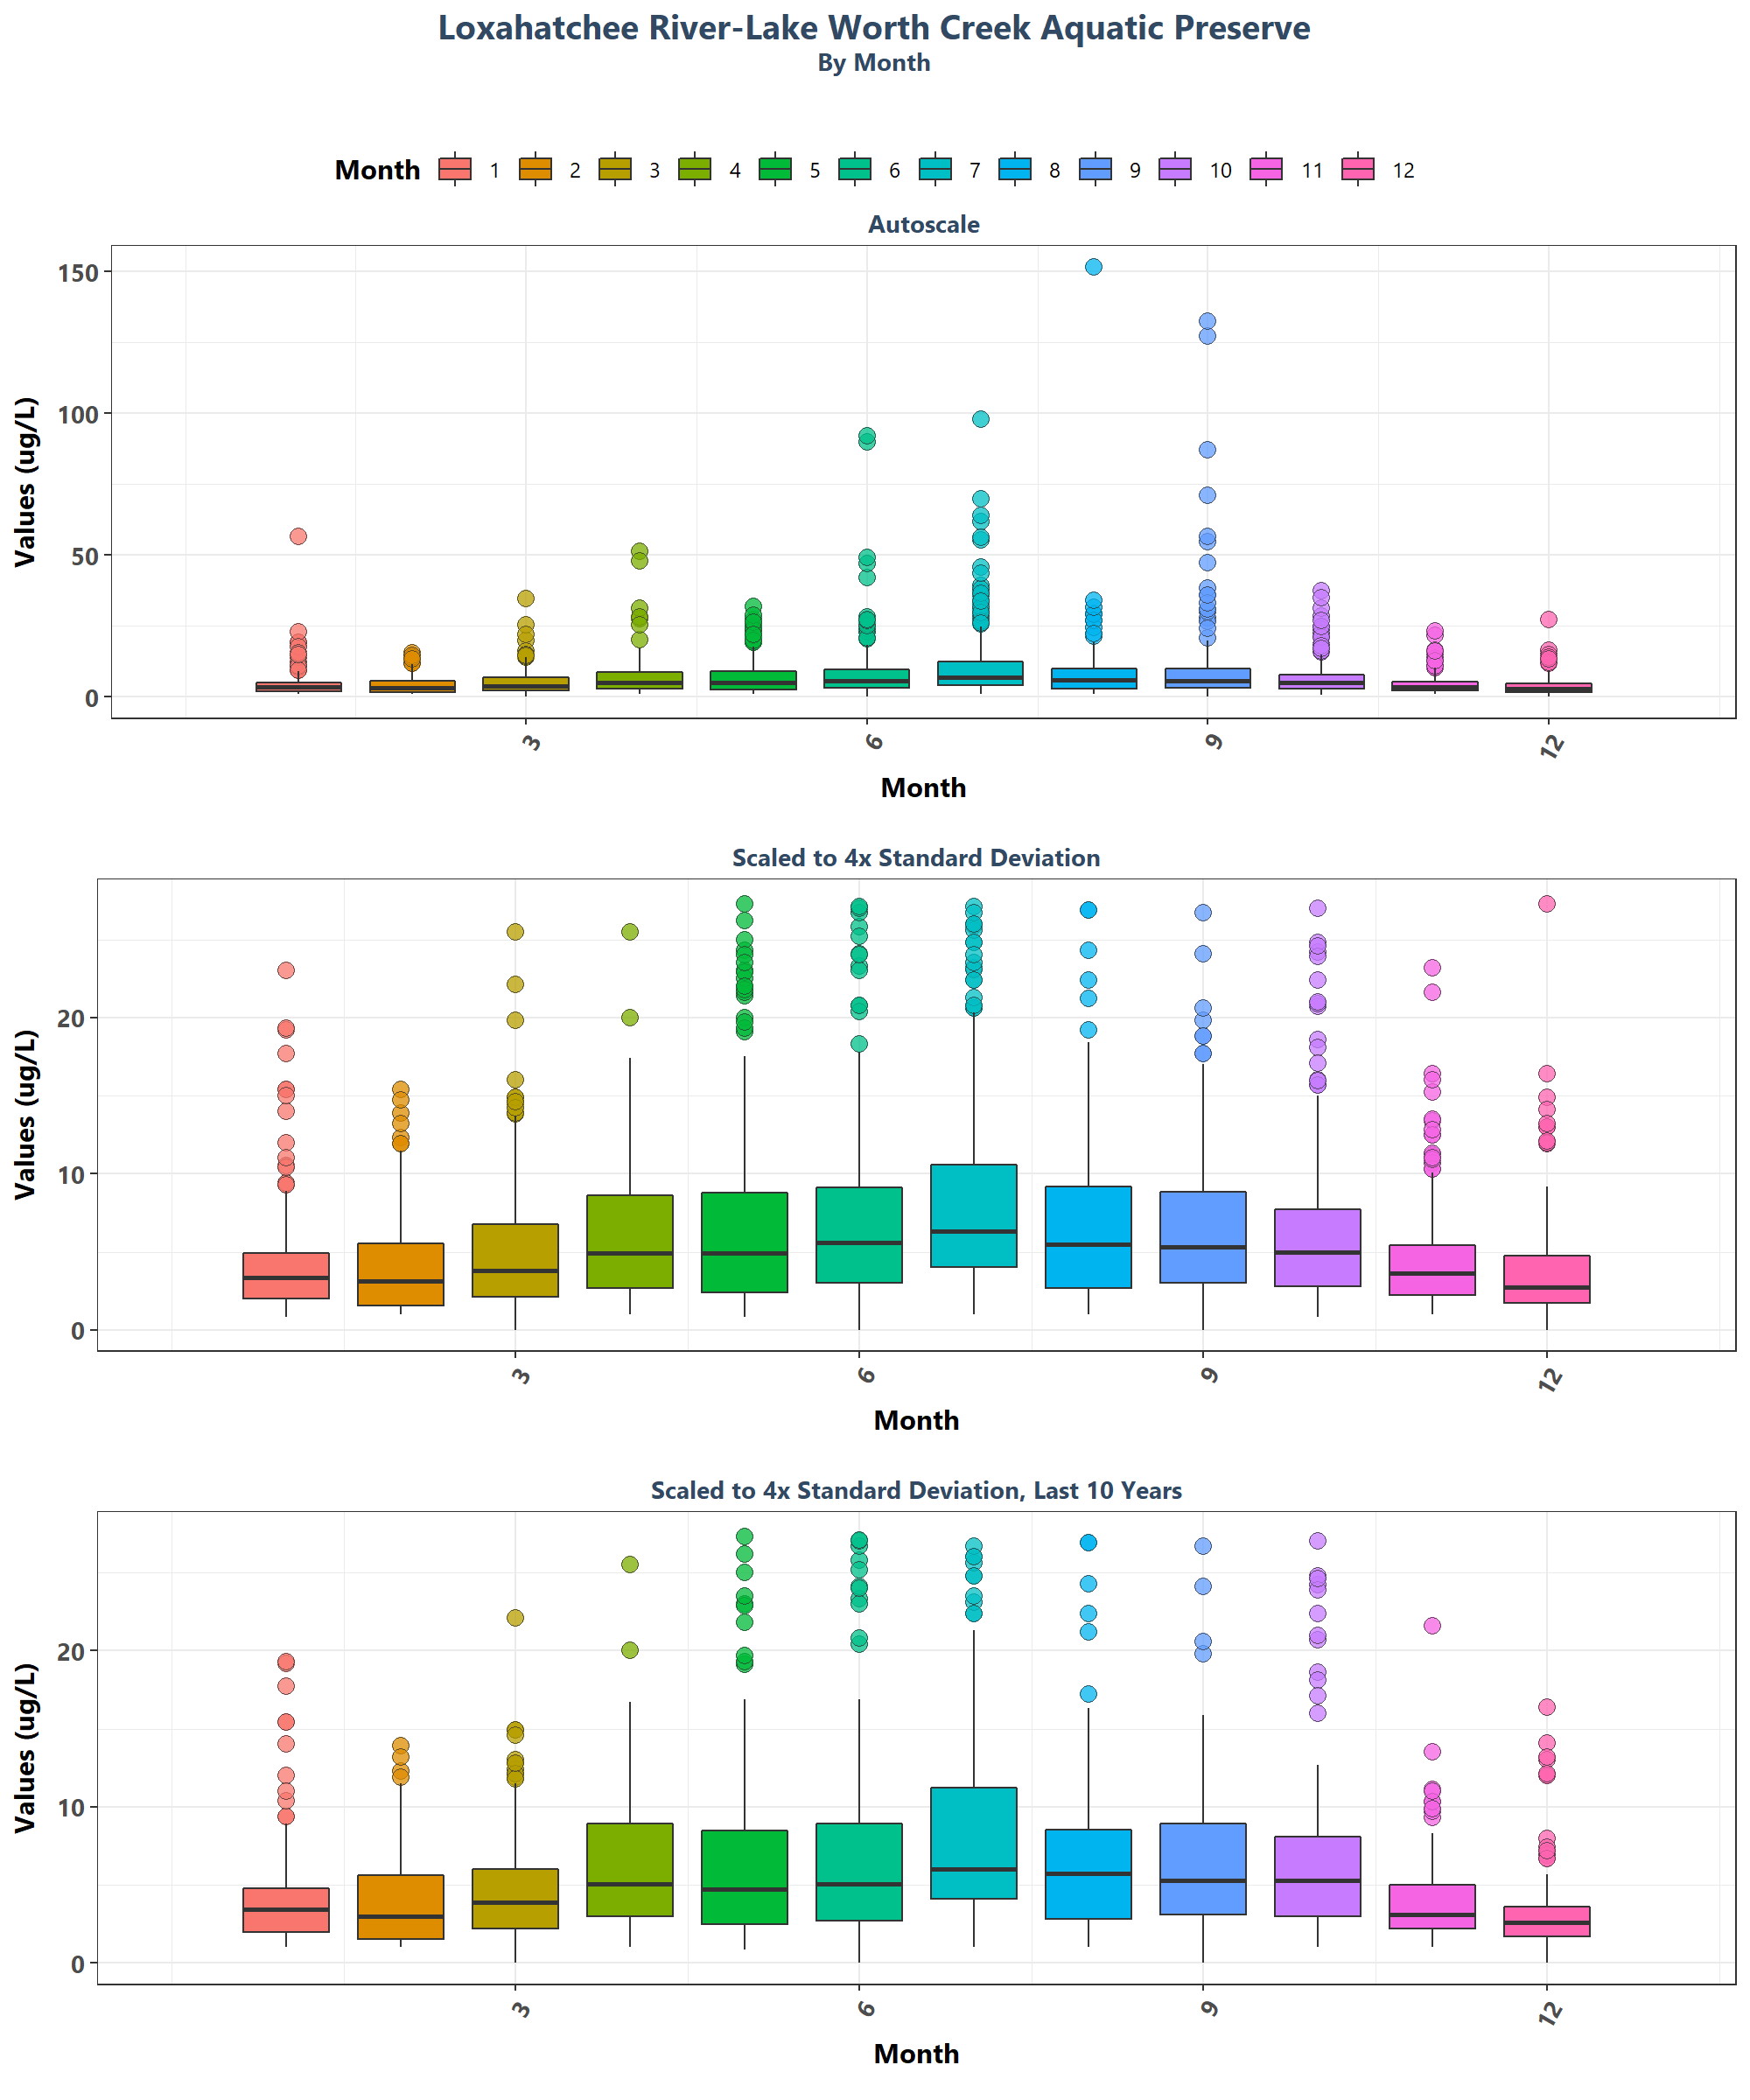 Loxahatchee River-Lake Worth Creek Aquatic Preserve
By Month
Month 1 2 3 4 5 6 7 8 9 10 11 12
Autoscale
Values (ug/L)
150
100
50
0
3 6 9 12
Month
Scaled to 4x Standard Deviation
Values (ug/L)
20
10
0
3 6 9 12
Month
Scaled to 4x Standard Deviation, Last 10 Years
Values (ug/L)
20
10
0
3 6 9 12
Month